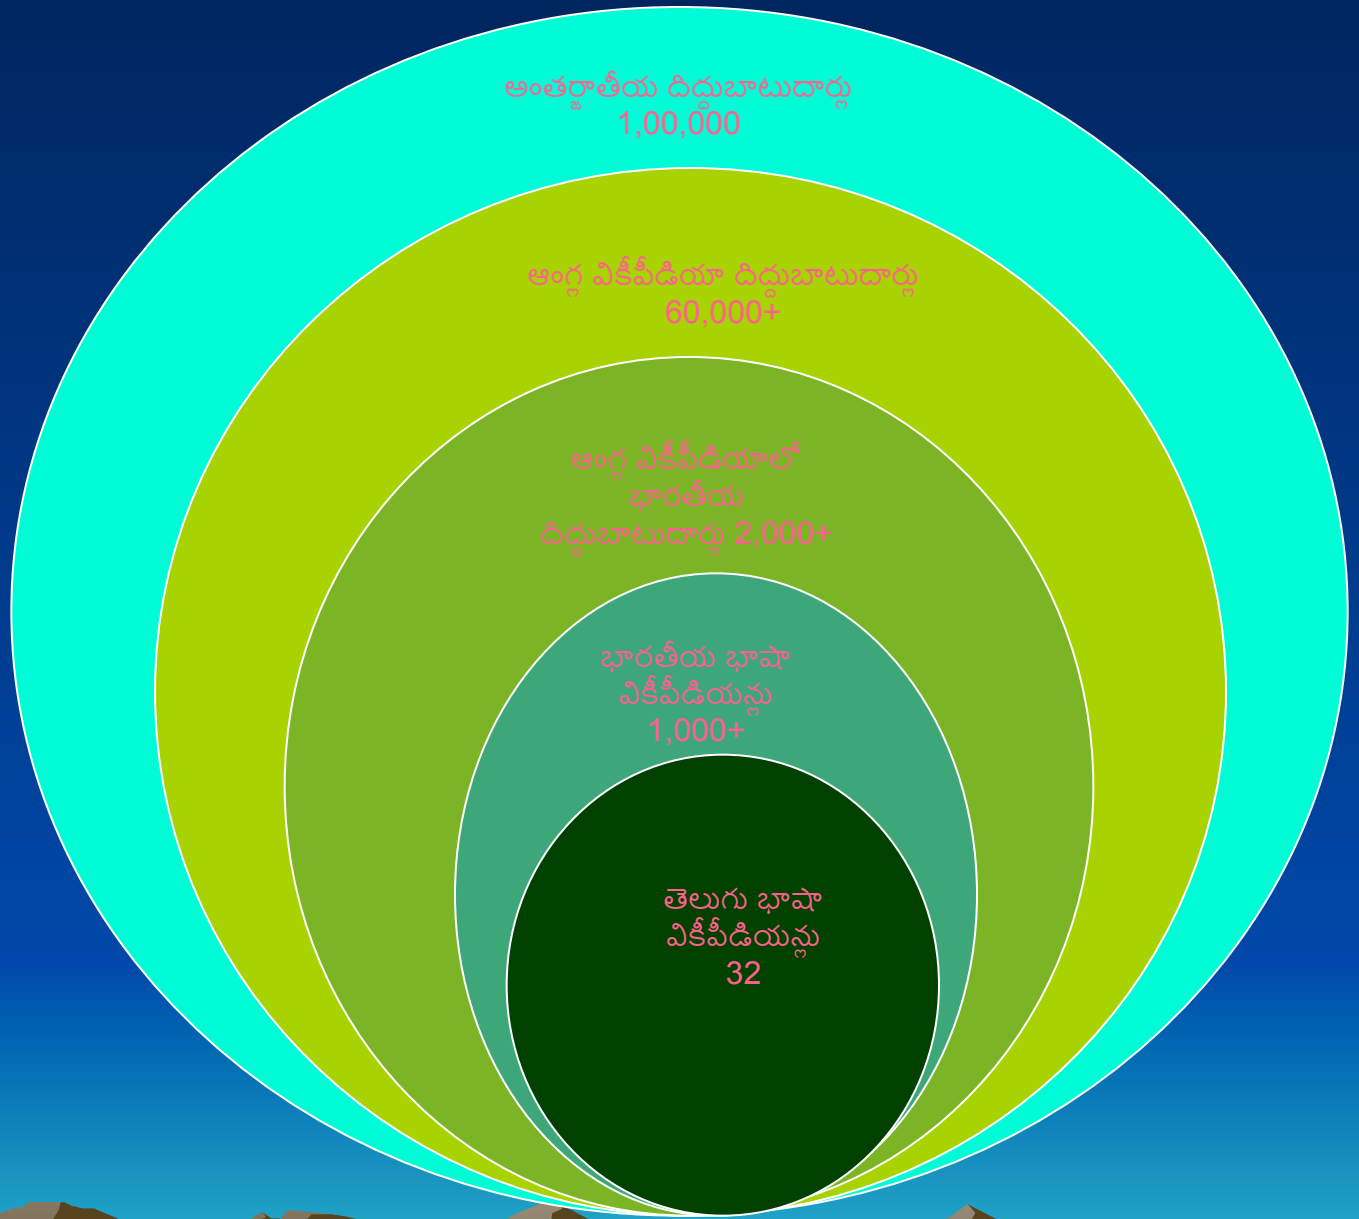 అంతర్జాతీయ దిద్దుబాటుదార్లు
1,00,000
ఆంగ్ల వికీపీడియా దిద్దుబాటుదార్లు
60,000+
ఆంగ్ల వికీపీడియాలో
భారతీయ
దిద్దుబాటుదార్లు 2,000+
భారతీయ భాషా
వికీపీడియన్లు
1,000+
తెలుగు భాషా
వికీపీడియన్లు
32